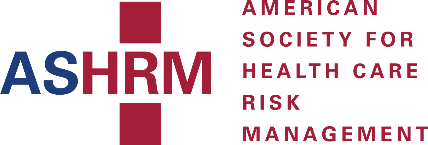 ASHRM
AMERICAN
SOCIETY FOR
HEALTH CARE
RISK
MANAGEMENT